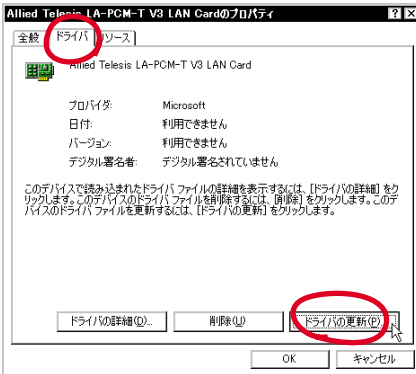 Allied Telesis LA-PCM-T V3 LAN Cardのプロパティ
全般 ドライバ リソース
Allied Telesis LA-PCM-T V3 LAN Card
プロバイダ: Microsoft
日付: 利用できません
バージョン: 利用できません
デジタル署名者: デジタル署名されていません
このデバイスで読み込まれたドライバ ファイルの詳細を表示するには、[ドライバの詳細] をク
リックします。このデバイスのドライバ ファイルを削除するには、[削除] をクリックします。このデ
バイスのドライバ ファイルを更新するには、[ドライバの更新] をクリックします。
ドライバの詳細(D)... 削除(U) ドライバの更新(P)...
OK キャンセル